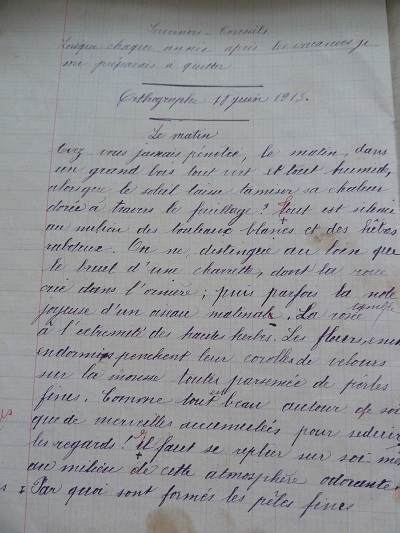 Souvenirs - Conseils
Lorsque chaque année après les vacances je
me préparais à quitter
Orthographe 18 juin 1913.
Le matin
Avez-vous jamais pénétré, le matin, dans
un grand bois tout vert et tout humide,
alors que le soleil laisse tamiser sa chaleur
dorée à travers le feuillage? tout est silence
au milieu des bouleaux blancs et des hêtres
raboteux. On ne distingue au loin que
le bruit d'une charrette, dont la roue
crie dans l'ornière; puis parfois la note
joyeuse d'un oiseau matinal. La rosée tremble
à l'extremité des hautes herbes. Les fleurs, encore
endormies penchent leur corolles de velours
sur la mousse toutes parsemée de perles
fines. Comme tout est beau autour de soi
que de merveilles accumulées pour seduire
les regards! Il faut se replier sur soi-même
au milieu de cette atmosphère odorante.
Par quoi sont formés les pêles fines